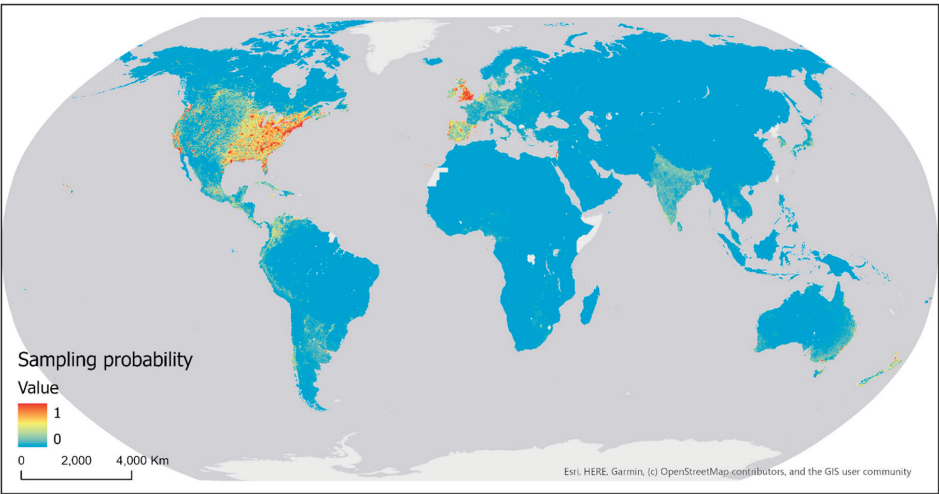 Sampling probability
Value
1
0
0 2,000 4,000 Km
Esri, HERE, Garmin, (c) OpenStreetMap contributors, and the GIS user community